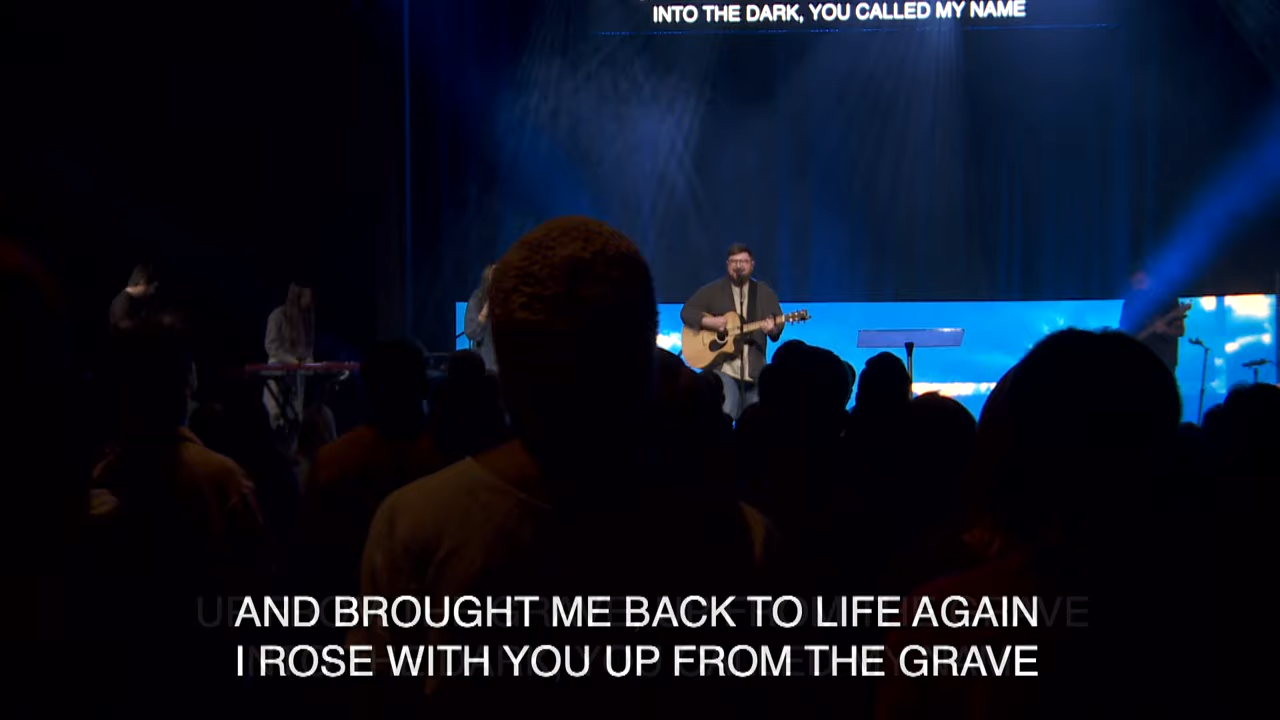 INTO THE DARK, YOU CALLED MY NAME
AND BROUGHT ME BACK TO LIFE AGAIN
I ROSE WITH YOU UP FROM THE GRAVE